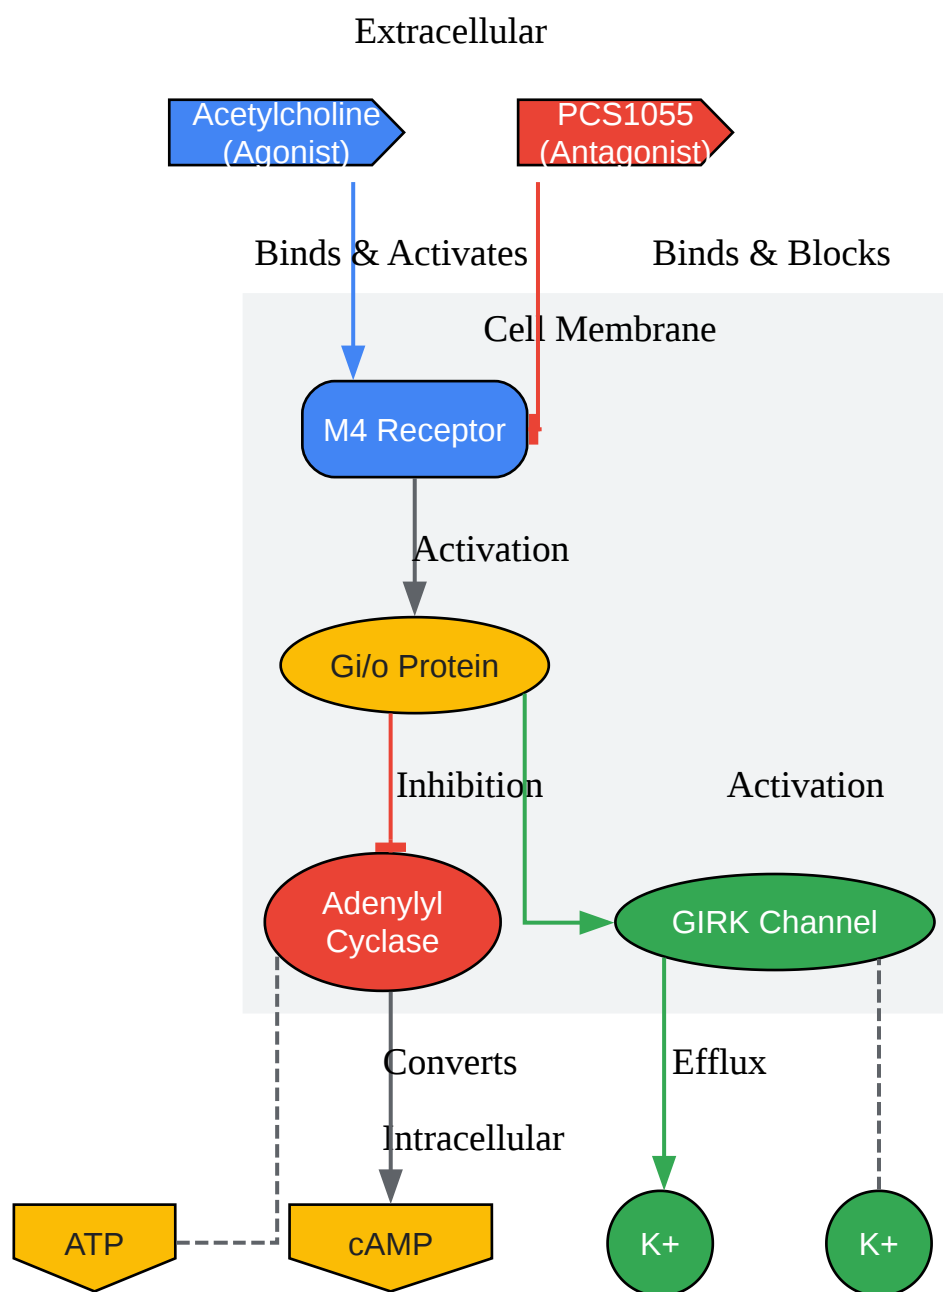 Extracellular
Acetylcholine
(Agonist)
PCS1055
(Antagonist)
Binds & Activates
Binds & Blocks
Cell Membrane
M4 Receptor
Activation
Gi/o Protein
Inhibition
Activation
Adenylyl
Cyclase
GIRK Channel
Converts
Efflux
Intracellular
ATP
cAMP
K+
K+